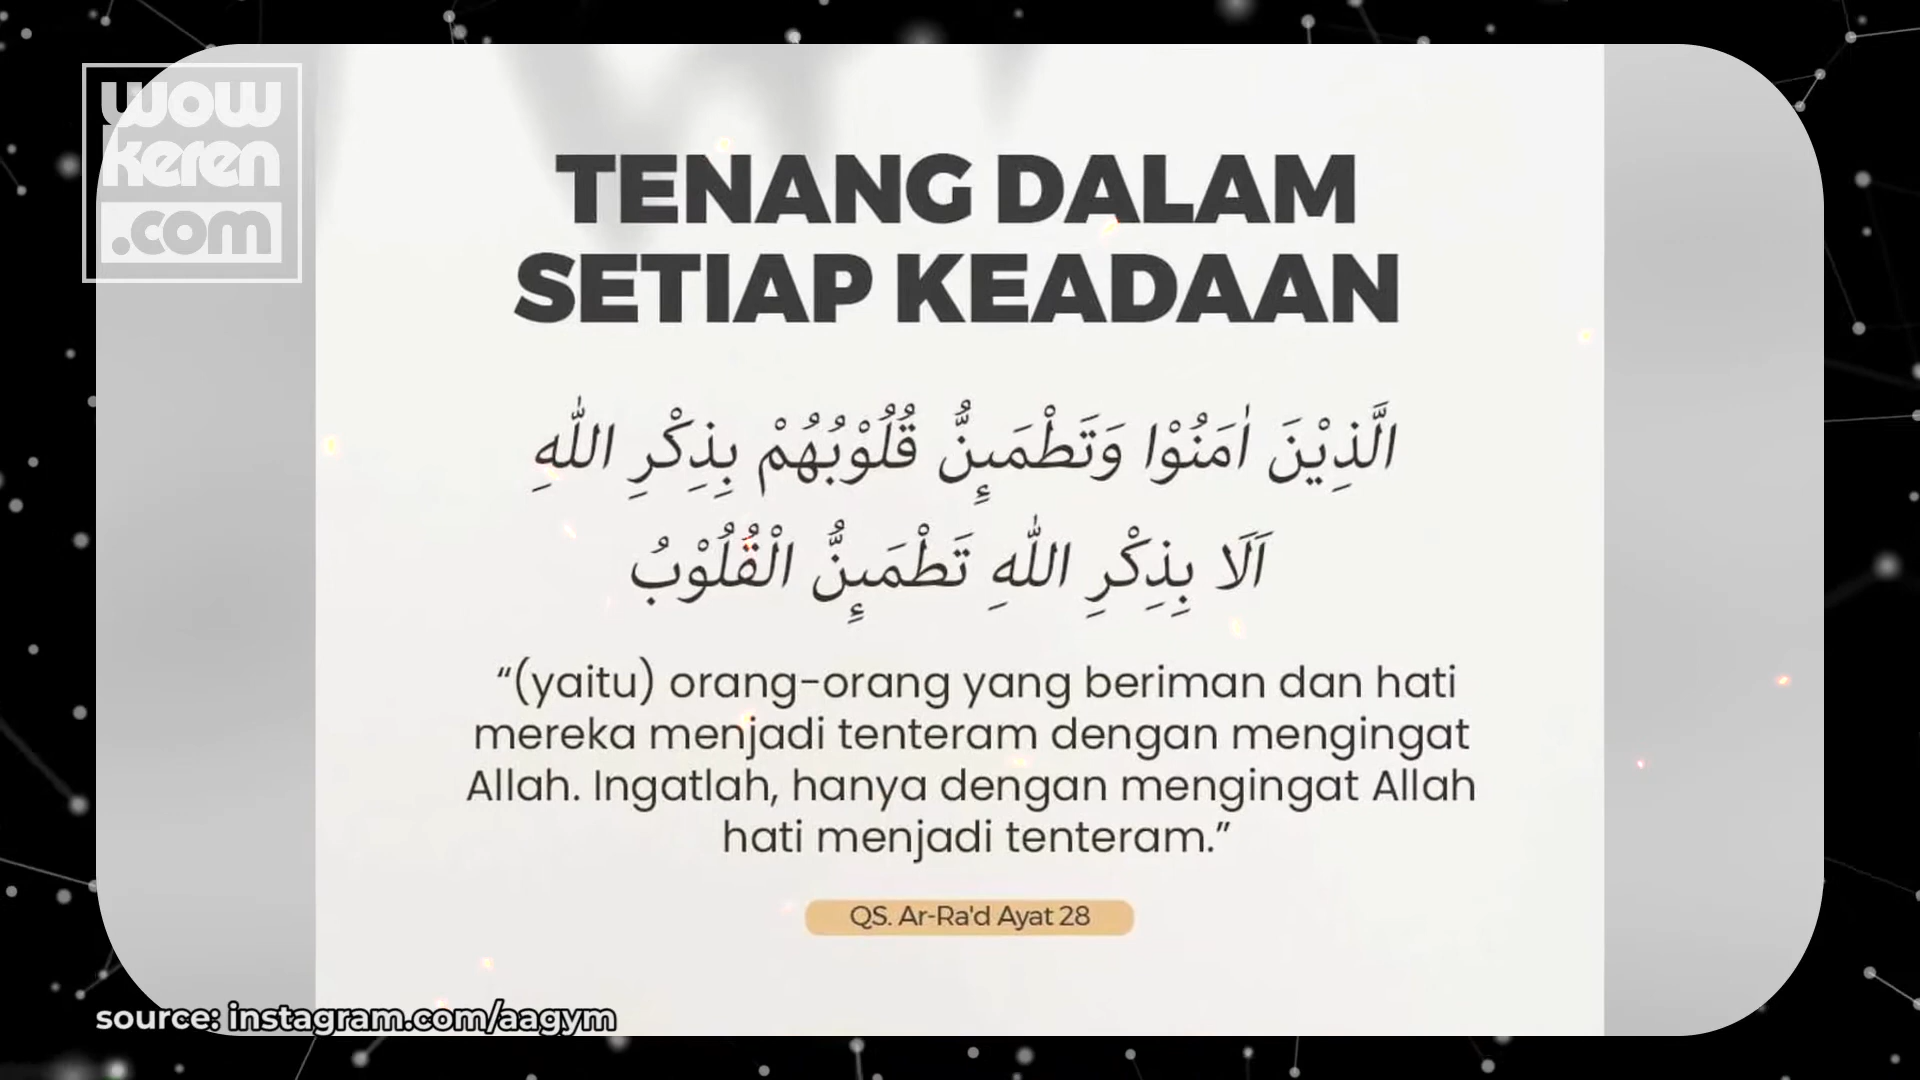 wow
keren
.com
TENANG DALAM
SETIAP KEADAAN
الَّذِيْنَ اٰمَنُوْا وَتَطْمَىِٕنُّ قُلُوْبُهُمْ بِذِكْرِ اللّٰهِ
اَلَا بِذِكْرِ اللّٰهِ تَطْمَىِٕنُّ الْقُلُوْبُ
“(yaitu) orang-orang yang beriman dan hati
mereka menjadi tenteram dengan mengingat
Allah. Ingatlah, hanya dengan mengingat Allah
hati menjadi tenteram.”
QS. Ar-Ra'd Ayat 28
source: instagram.com/aagym